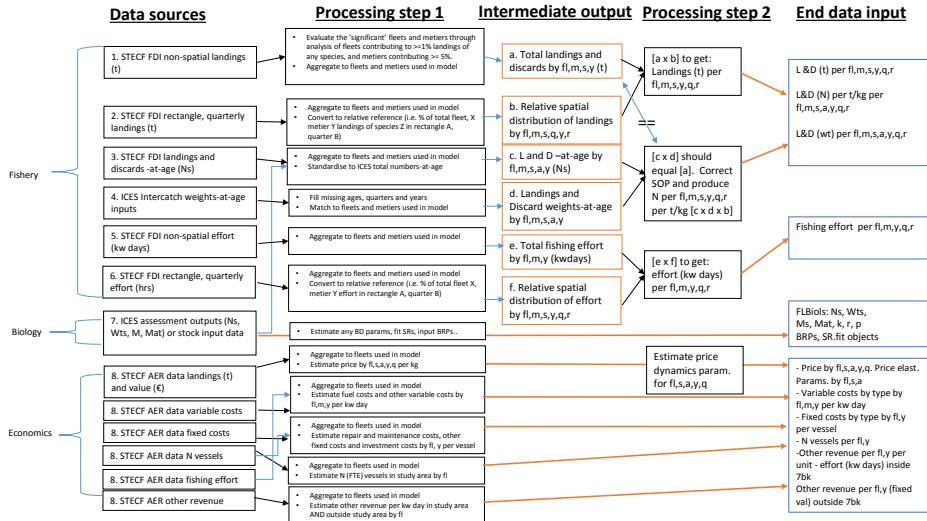 Data sources
Processing step 1
Intermediate output
Processing step 2
End data input
Fishery
1. STECF FDI non-spatial landings
(t)
2. STECF FDI rectangle, quarterly
landings (t)
3. STECF FDI landings and
discards -at-age (Ns)
4. ICES Intercatch weights-at-age
inputs
5. STECF FDI non-spatial effort
(kw days)
6. STECF FDI rectangle, quarterly
effort (hrs)
Biology
7. ICES assessment outputs (Ns,
Wts, M, Mat) or stock input data
Economics
8. STECF AER data landings (t)
and value (€)
8. STECF AER data variable costs
8. STECF AER data fixed costs
8. STECF AER data N vessels
8. STECF AER data fishing effort
8. STECF AER other revenue
• Evaluate the 'significant' fleets and metiers through
analysis of fleets contributing to >=1% landings of
any species, and metiers contributing >= 5%.
• Aggregate to fleets and metiers used in model
• Aggregate to fleets and metiers used in model
• Convert to relative reference (i.e. % of total fleet, X
metier Y landings of species Z in rectangle A,
quarter B)
• Aggregate to fleets and metiers used in model
• Standardise to ICES total numbers-at-age
• Fill missing ages, quarters and years
• Match to fleets and metiers used in model
• Aggregate to fleets and metiers used in model
• Aggregate to fleets and metiers used in model
• Convert to relative reference (i.e. % of total fleet X,
metier Y effort in rectangle A, quarter B)
• Estimate any BD params, fit SRs, input BRPs..
• Aggregate to fleets used in model
• Estimate price by fl,s,a,y,q per kg
• Aggregate to fleets used in model
• Estimate fuel costs and other variable costs by
fl,m,y per kw day
• Aggregate to fleets used in model
• Estimate repair and maintenance costs, other
fixed costs and investment costs by fl, y per vessel
• Aggregate to fleets used in model
• Estimate N (FTE) vessels in study area by fl
• Aggregate to fleets used in model
• Estimate other revenue per kw day in study area
AND outside study area by fl
a. Total landings and
discards by fl,m,s,y (t)
b. Relative spatial
distribution of landings
by fl,m,s,q,y,r
c. L and D –at-age by
fl,m,s,a,y (Ns)
d. Landings and
Discard weights-at-age
by fl,m,s,a,y
e. Total fishing effort
by fl,m,y (kwdays)
f. Relative spatial
distribution of effort
by fl,m,s,y,q,r
[a x b] to get:
Landings (t) per
fl,m,s,y,q,r
==
[c x d] should
equal [a]. Correct
SOP and produce
N per fl,m,s,y,q,r
per t/kg [c x d x b]
[e x f] to get:
effort (kw days)
per fl,m,y,q,r
Estimate price
dynamics param.
for fl,s,a,y,q
L &D (t) per fl,m,s,y,q,r
L&D (N) per t/kg per
fl,m,s,a,y,q,r
L&D (wt) per fl,m,s,a,y,q,r
Fishing effort per fl,m,y,q,r
FLBiols: Ns, Wts,
Ms, Mat, k, r, p
BRPs, SR.fit objects
- Price by fl,s,a,y,q. Price elast.
Params. by fl,s,a
- Variable costs by type by
fl,m,y per kw day
- Fixed costs by type by fl,y
per vessel
- N vessels per fl,y
-Other revenue per fl,y per
unit - effort (kw days) inside
7bk
Other revenue per fl,y (fixed
val) outside 7bk